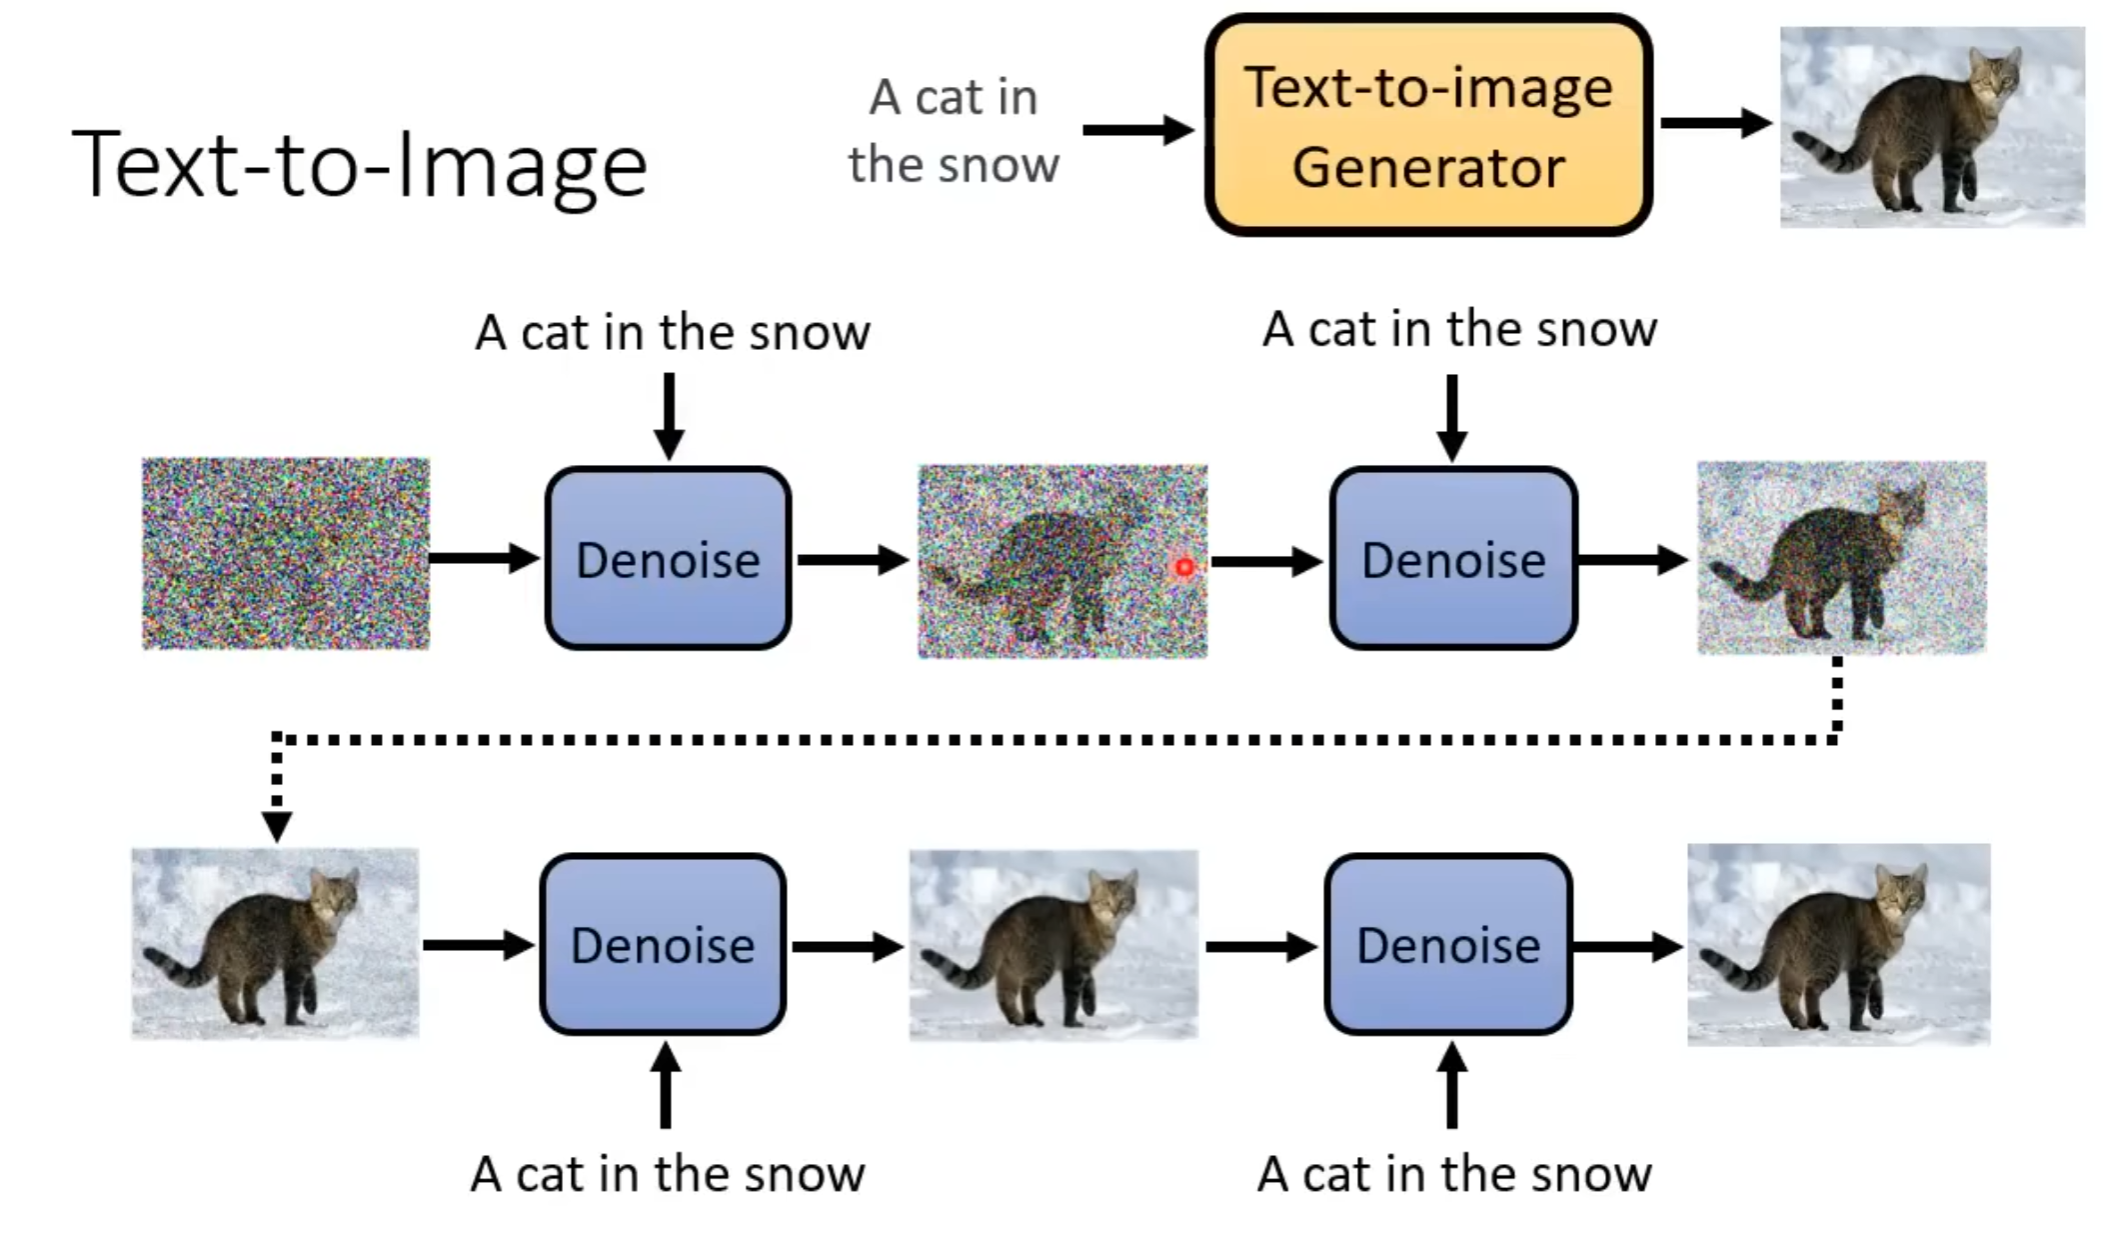 Text-to-Image
A cat in
the snow
Text-to-image
Generator
A cat in the snow
A cat in the snow
Denoise
Denoise
Denoise
Denoise
A cat in the snow
A cat in the snow